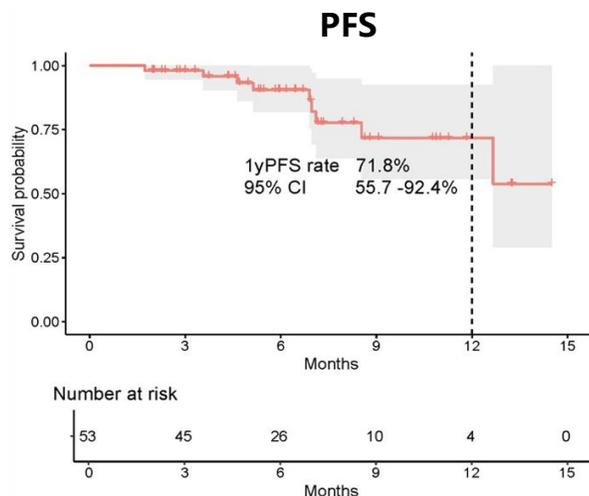 PFS
Survival probability
1.00
0.75
0.50
0.25
0.00
1yPFS rate 71.8%
95% CI 55.7 -92.4%
0 3 6 9 12 15
Months
Number at risk
53 45 26 10 4 0
0 3 6 9 12 15
Months